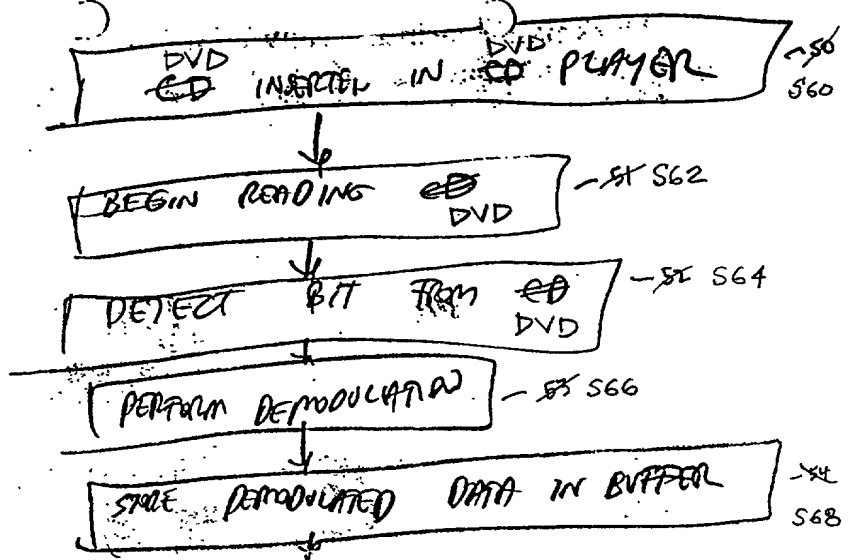 DVD DVD
CD INSERTED IN CD PLAYER
S60
BEGIN READING CD S62
DVD
DETECT BIT FROM CD S64
DVD
PERFORM DEMODULATION S66
STORE DEMODULATED DATA IN BUFFER
S68